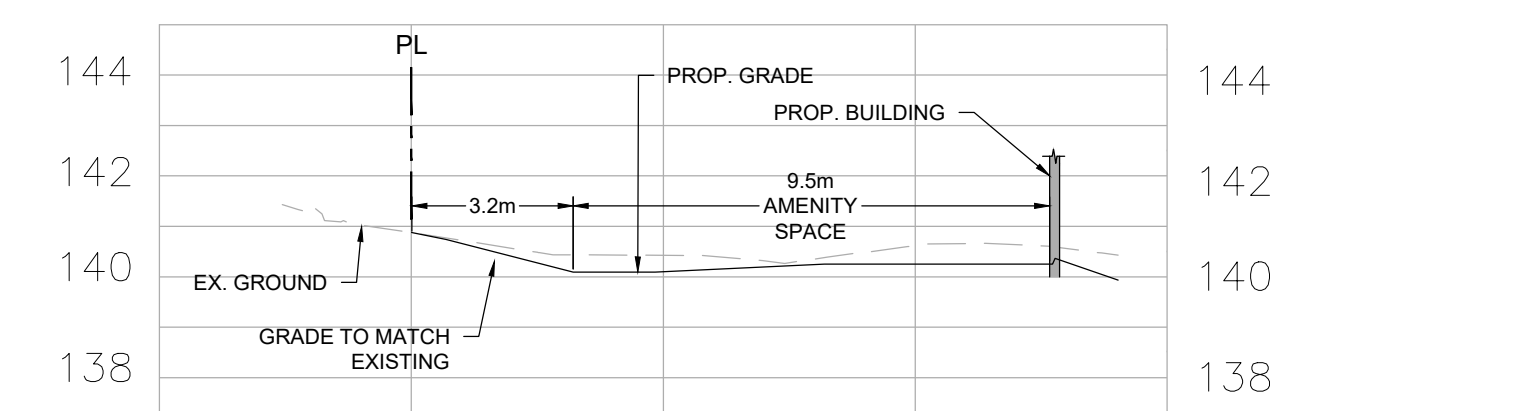 PL
144
144
PROP. GRADE
PROP. BUILDING
142
142
9.5m
3.2m
AMENITY
SPACE
140
140
EX. GROUND
GRADE TO MATCH
EXISTING
138
138